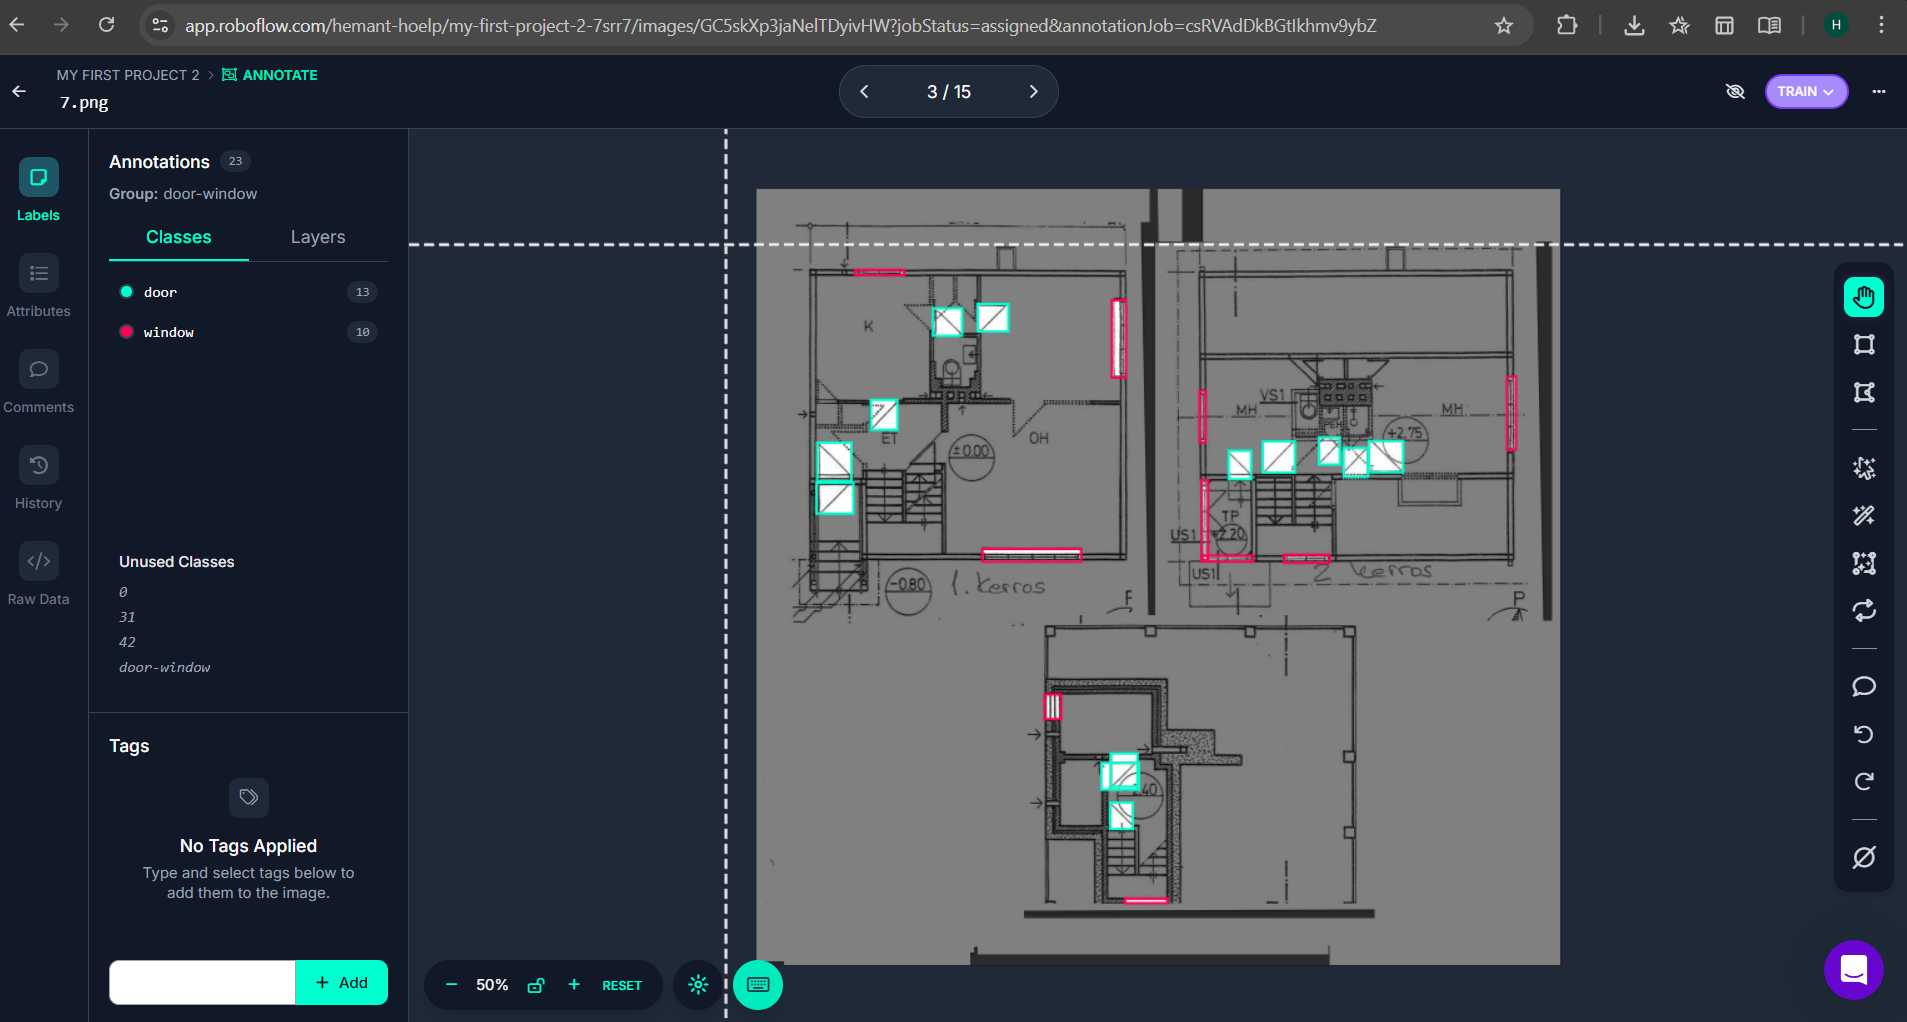 app.roboflow.com/hemant-hoelp/my-first-project-2-7srr7/images/GC5skXp3jaNelTDyivHW?jobStatus=assigned&annotationJob=csRVAdDkBGtIkhmv9ybZ
H
MY FIRST PROJECT 2 > ANNOTATE
7.png
3 / 15
TRAIN
Labels
Attributes
Comments
History
Raw Data
Annotations 23
Group: door-window
Classes Layers
door 13
window 10
Unused Classes
0
31
42
door-window
Tags
No Tags Applied
Type and select tags below to
add them to the image.
+ Add
50%
RESET
K
ET
±0.00
OH
-0.80
1. kerros
VS1
MH
PEH
MH
+2.75
TP
US1
+2.20
US1
2 kerros
P